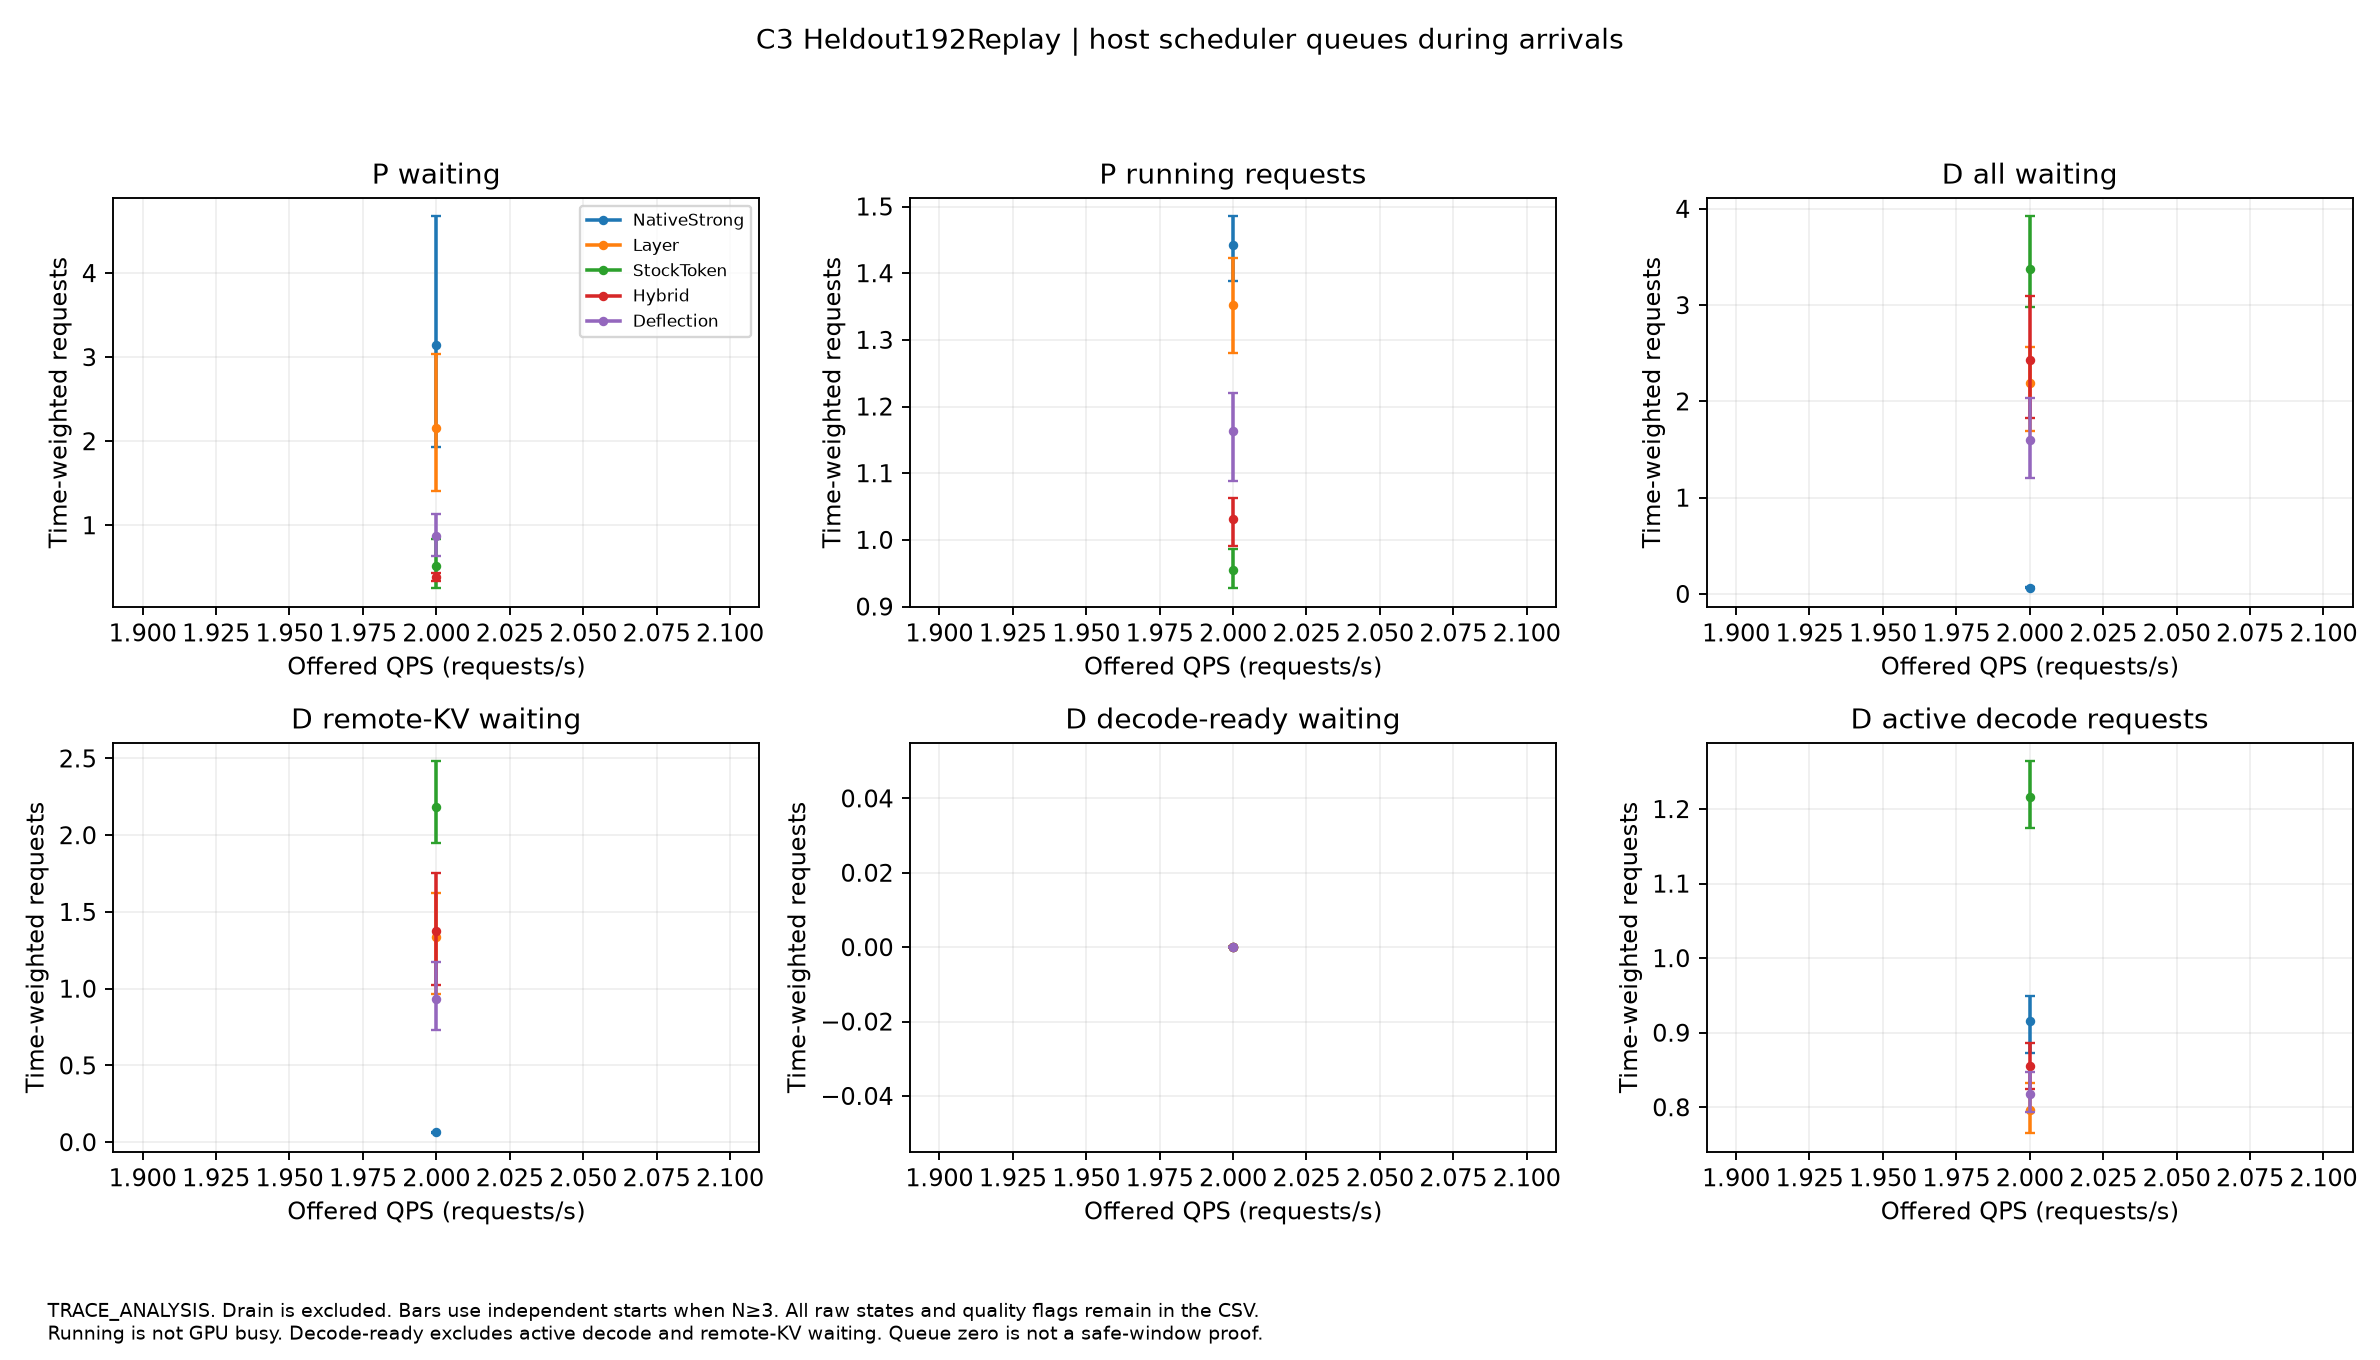 C3 Heldout192Replay | host scheduler queues during arrivals
P waiting
Time-weighted requests
4
3
2
1
NativeStrong
Layer
StockToken
Hybrid
Deflection
1.900 1.925 1.950 1.975 2.000 2.025 2.050 2.075 2.100
Offered QPS (requests/s)
P running requests
Time-weighted requests
1.5
1.4
1.3
1.2
1.1
1.0
0.9
1.900 1.925 1.950 1.975 2.000 2.025 2.050 2.075 2.100
Offered QPS (requests/s)
D all waiting
Time-weighted requests
4
3
2
1
0
1.900 1.925 1.950 1.975 2.000 2.025 2.050 2.075 2.100
Offered QPS (requests/s)
D remote-KV waiting
Time-weighted requests
2.5
2.0
1.5
1.0
0.5
0.0
1.900 1.925 1.950 1.975 2.000 2.025 2.050 2.075 2.100
Offered QPS (requests/s)
D decode-ready waiting
Time-weighted requests
0.04
0.02
0.00
−0.02
−0.04
1.900 1.925 1.950 1.975 2.000 2.025 2.050 2.075 2.100
Offered QPS (requests/s)
D active decode requests
Time-weighted requests
1.2
1.1
1.0
0.9
0.8
1.900 1.925 1.950 1.975 2.000 2.025 2.050 2.075 2.100
Offered QPS (requests/s)
TRACE_ANALYSIS. Drain is excluded. Bars use independent starts when N≥3. All raw states and quality flags remain in the CSV.
Running is not GPU busy. Decode-ready excludes active decode and remote-KV waiting. Queue zero is not a safe-window proof.